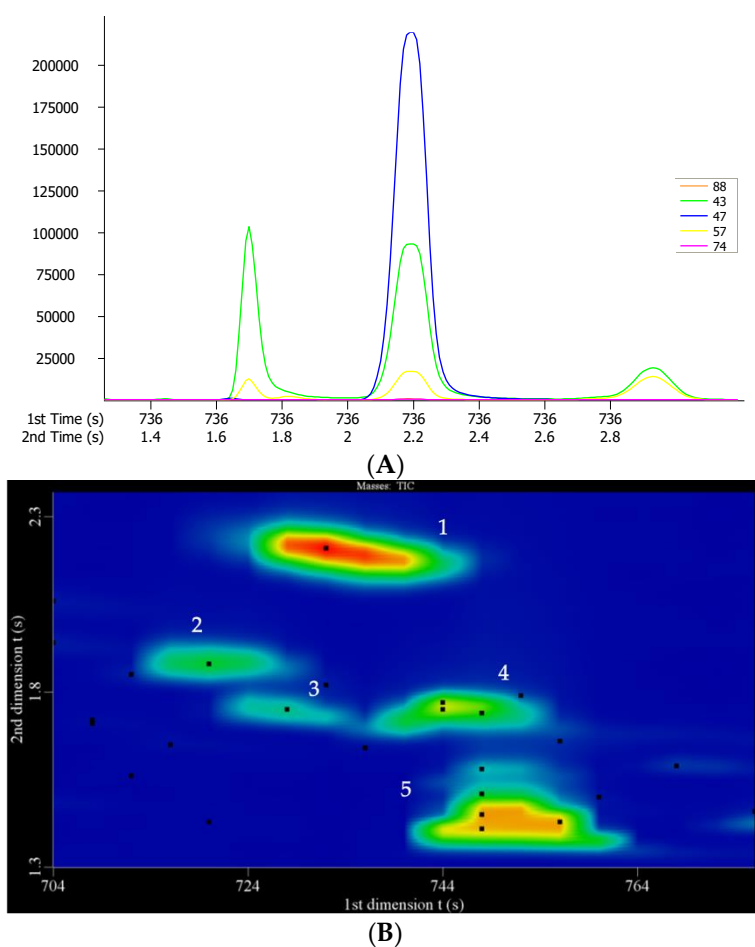 200000
175000
150000
125000
100000
75000
50000
25000
88
43
47
57
74
1st Time (s) 736 736 736 736 736 736 736 736
2nd Time (s) 1.4 1.6 1.8 2 2.2 2.4 2.6 2.8
(A)
Masses: TIC
2.3
1
2
3
4
1.8
5
1.3
2nd dimension t (s)
704 724 744 764
1st dimension t (s)
(B)